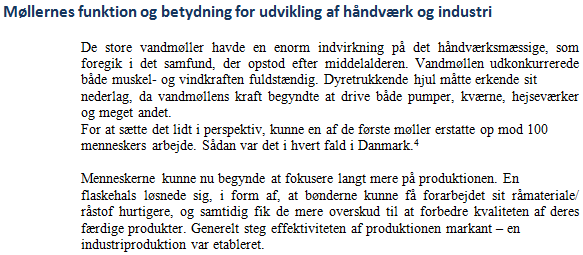 Møllernes funktion og betydning for udvikling af håndværk og industri
De store vandmøller havde en enorm indvirkning på det håndværksmæssige, som
foregik i det samfund, der opstod efter middelalderen. Vandmøllen udkonkurrerede
både muskel- og vindkraften fuldstændig. Dyretrukkende hjul måtte erkende sit
nederlag, da vandmøllens kraft begyndte at drive både pumper, kværne, hejseværker
og meget andet.
For at sætte det lidt i perspektiv, kunne en af de første møller erstatte op mod 100
menneskers arbejde. Sådan var det i hvert fald i Danmark.⁴
Menneskerne kunne nu begynde at fokusere langt mere på produktionen. En
flaskehals løsnede sig, i form af, at bønderne kunne få forarbejdet sit råmateriale/
råstof hurtigere, og samtidig fik de mere overskud til at forbedre kvaliteten af deres
færdige produkter. Generelt steg effektiviteten af produktionen markant – en
industriproduktion var etableret.